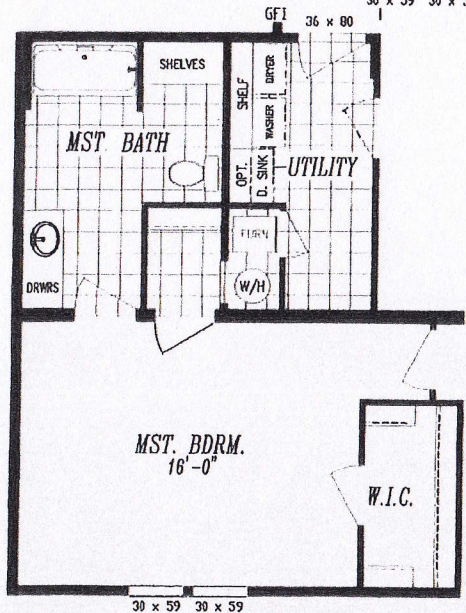 GFI
36 x 80
SHELVES
SHELF
DRYER
WASHER
MST. BATH
OPT.
D. SINK
UTILITY
FURN
W/H
DRWRS
MST. BDRM.
16'-0"
W.I.C.
30 x 59 30 x 59